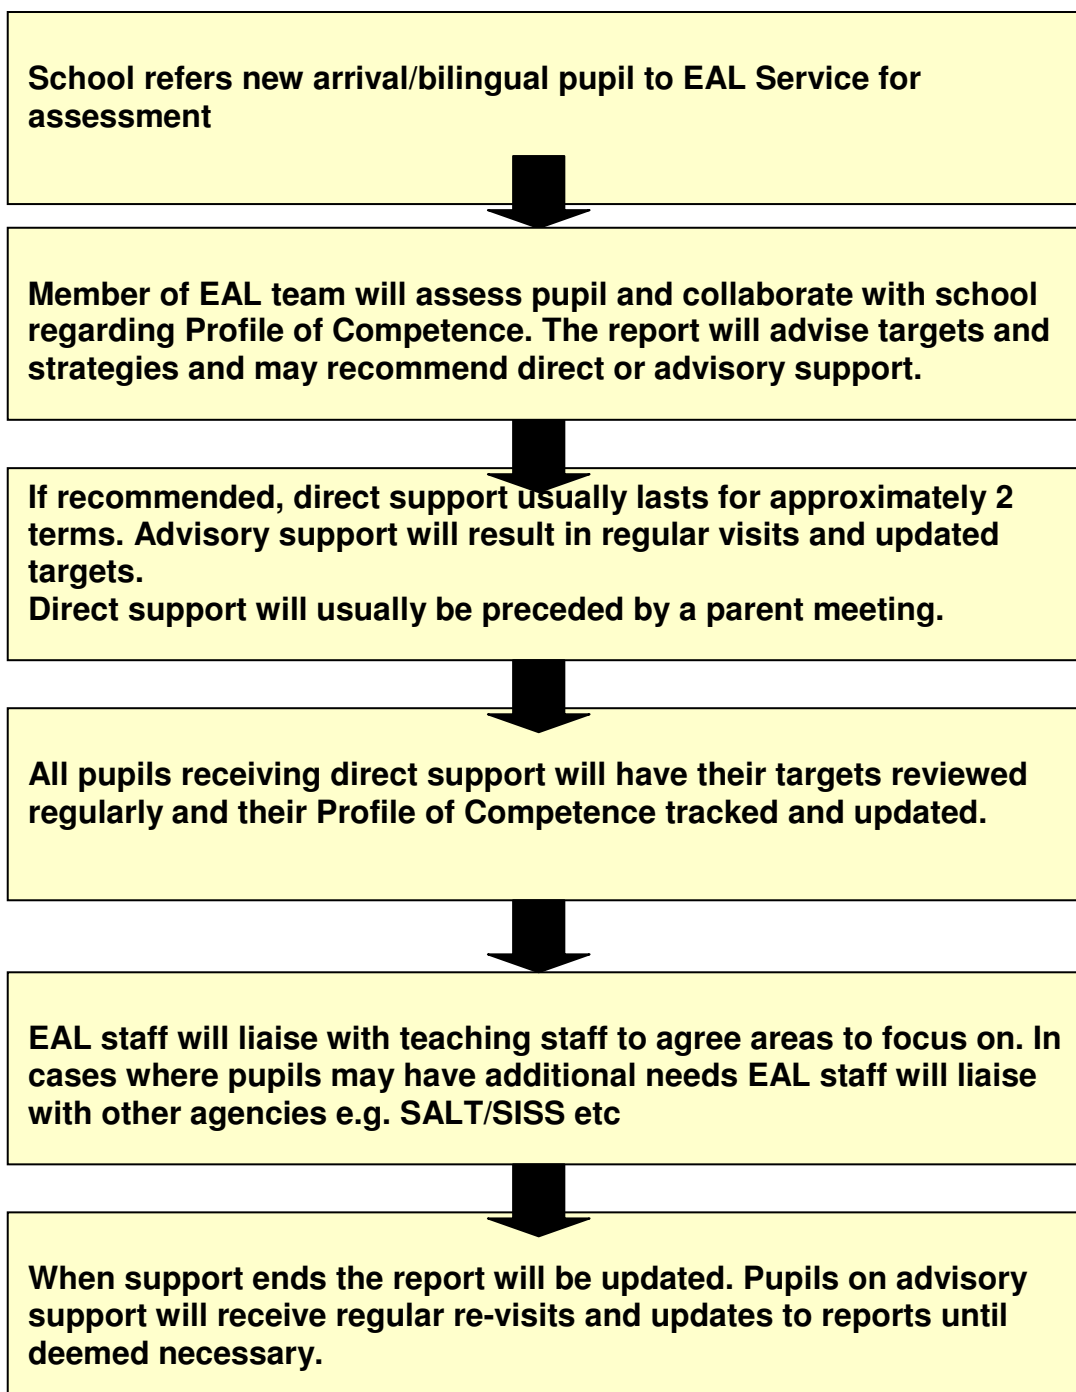 School refers new arrival/bilingual pupil to EAL Service for
assessment
Member of EAL team will assess pupil and collaborate with school
regarding Profile of Competence. The report will advise targets and
strategies and may recommend direct or advisory support.
If recommended, direct support usually lasts for approximately 2
terms. Advisory support will result in regular visits and updated
targets.
Direct support will usually be preceded by a parent meeting.
All pupils receiving direct support will have their targets reviewed
regularly and their Profile of Competence tracked and updated.
EAL staff will liaise with teaching staff to agree areas to focus on. In
cases where pupils may have additional needs EAL staff will liaise
with other agencies e.g. SALT/SISS etc
When support ends the report will be updated. Pupils on advisory
support will receive regular re-visits and updates to reports until
deemed necessary.